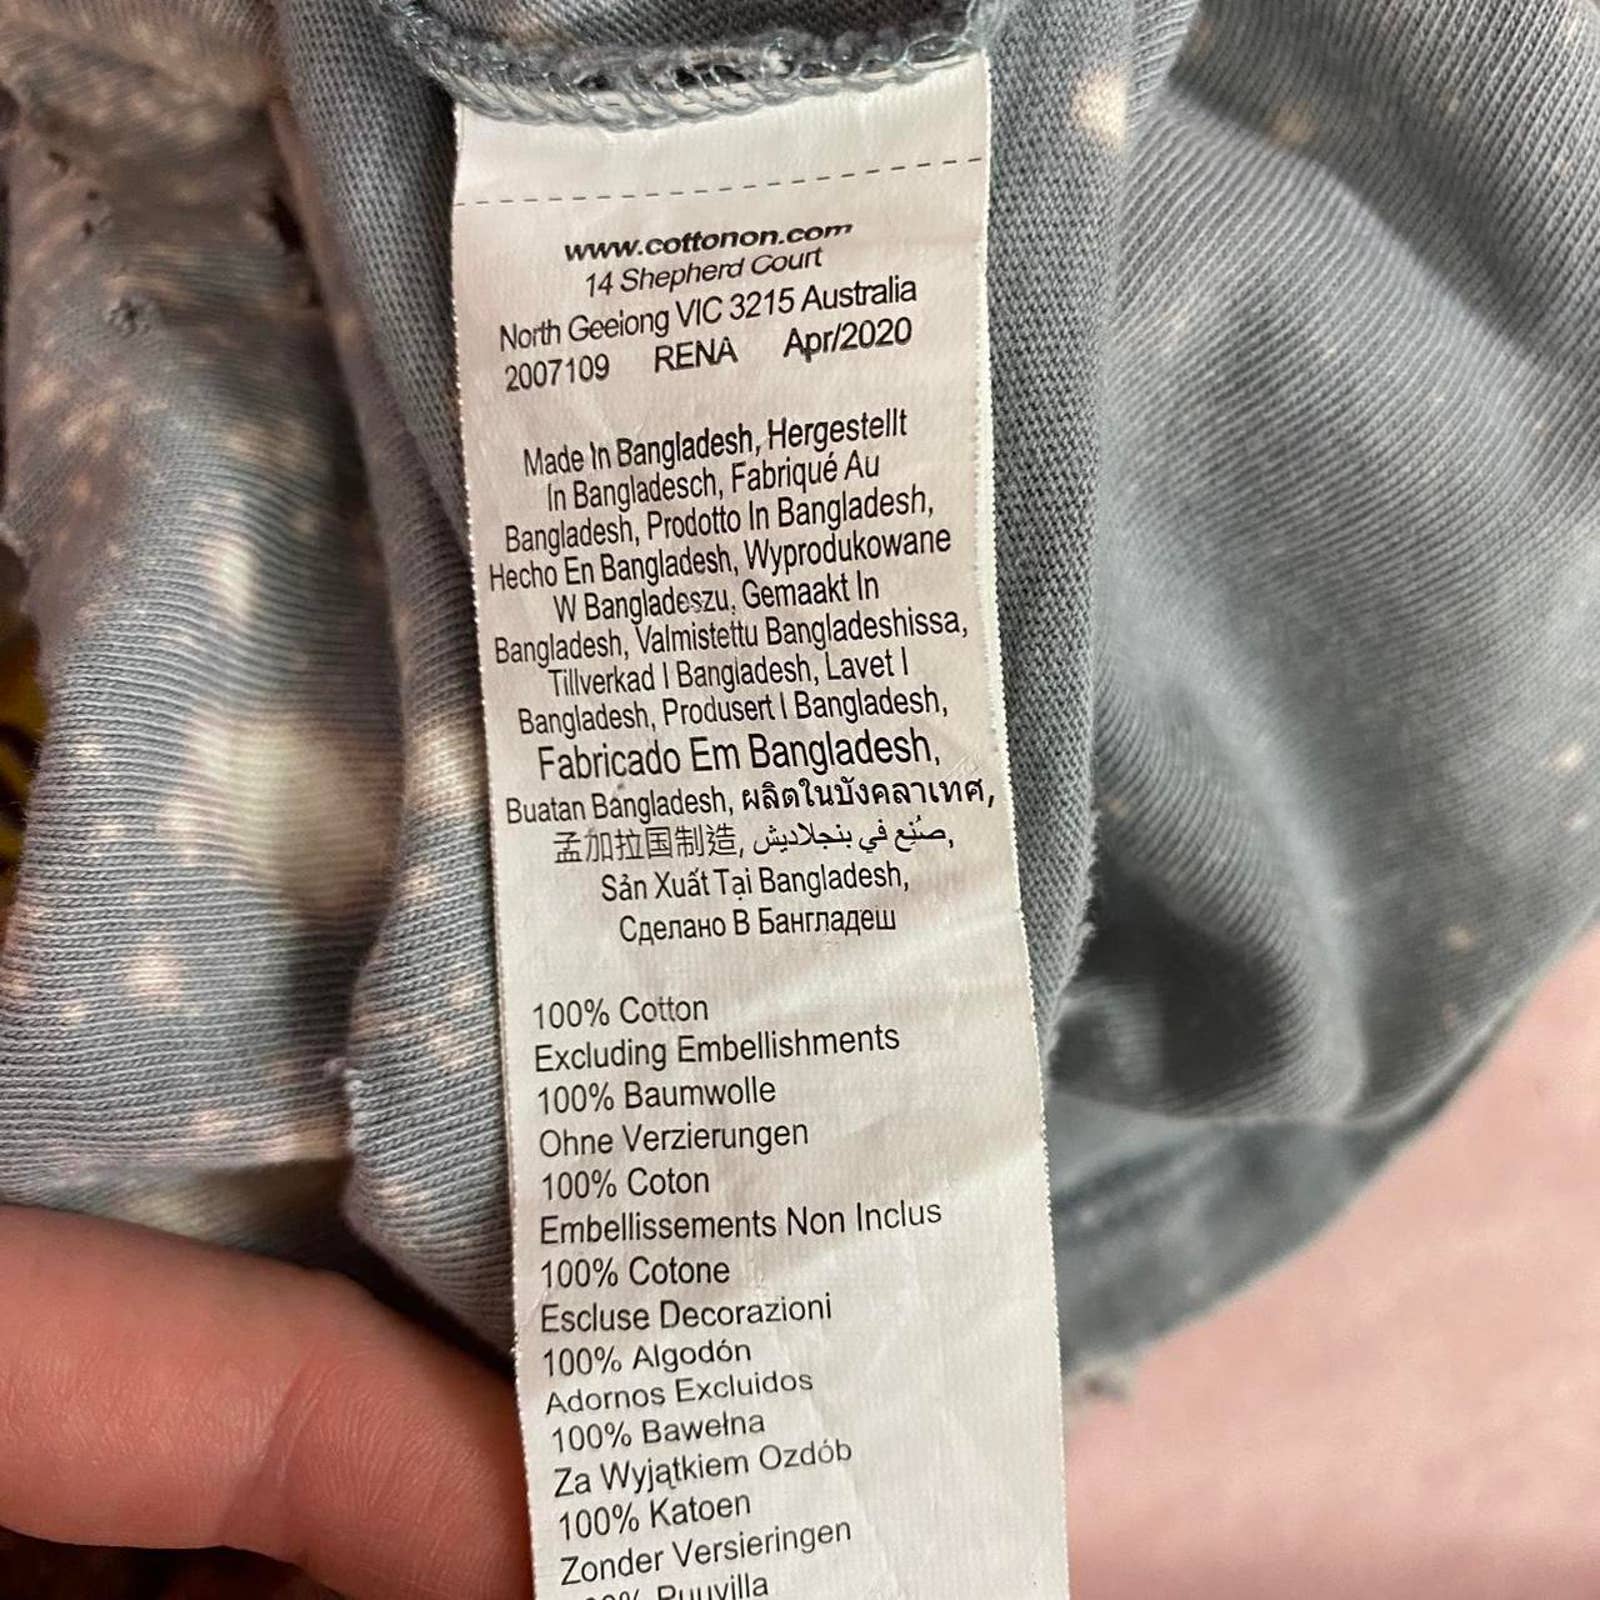 www.cottonon.com
14 Shepherd Court
North Geelong VIC 3215 Australia
2007109 RENA Apr/2020
Made In Bangladesh, Hergestellt
In Bangladesch, Fabriqué Au
Bangladesh, Prodotto In Bangladesh,
Hecho En Bangladesh, Wyprodukowane
W Bangladeszu, Gemaakt In
Bangladesh, Valmistettu Bangladeshissa,
Tillverkad I Bangladesh, Lavet I
Bangladesh, Produsert I Bangladesh,
Fabricado Em Bangladesh,
Buatan Bangladesh, ผลิตในบังคลาเทศ,
孟加拉国制造, صُنِع في بنجلاديش,
Sản Xuất Tại Bangladesh,
Сделано В Бангладеш
100% Cotton
Excluding Embellishments
100% Baumwolle
Ohne Verzierungen
100% Coton
Embellissements Non Inclus
100% Cotone
Escluse Decorazioni
100% Algodón
Adornos Excluidos
100% Bawełna
Za Wyjątkiem Ozdób
100% Katoen
Zonder Versieringen
Puuvilla